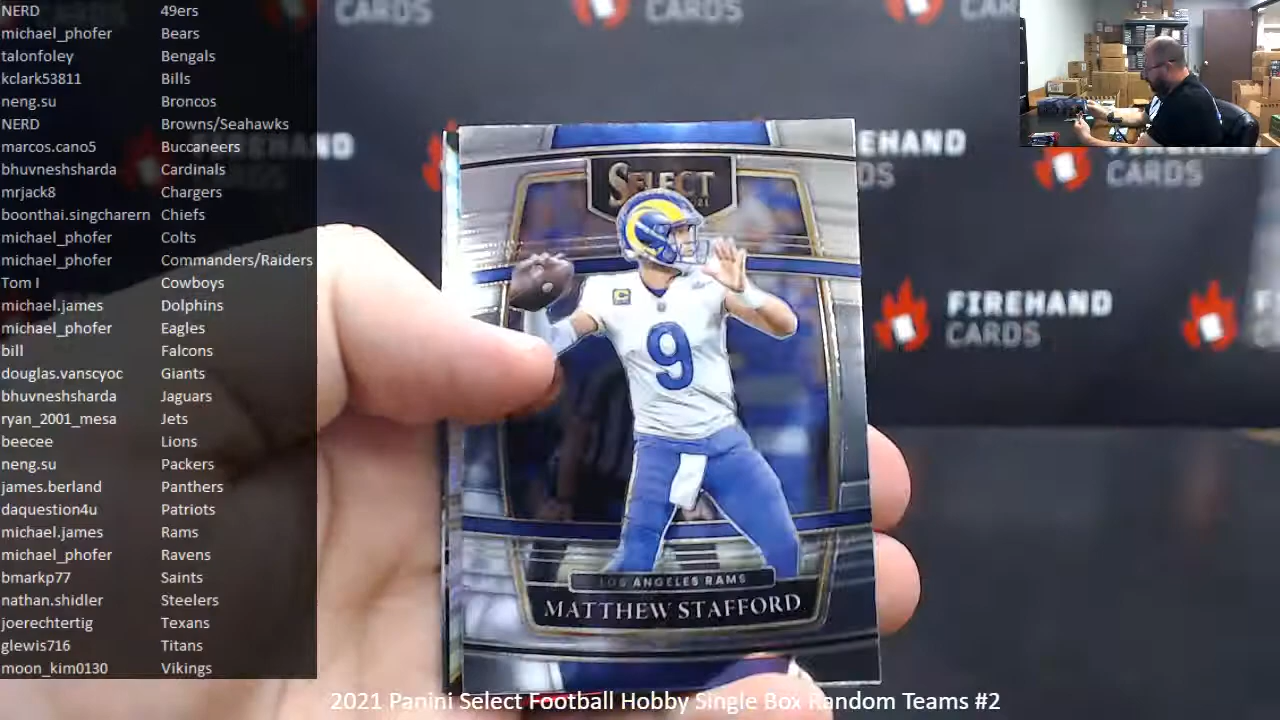 NERD 49ers
michael_phofer Bears
talonfoley Bengals
kclark53811 Bills
neng.su Broncos
NERD Browns/Seahawks
marcos.cano5 Buccaneers
bhuvneshsharda Cardinals
mrjack8 Chargers
boonthai.singcharern Chiefs
michael_phofer Colts
michael_phofer Commanders/Raiders
Tom I Cowboys
michael.james Dolphins
michael_phofer Eagles
bill Falcons
douglas.vanscyoc Giants
bhuvneshsharda Jaguars
ryan_2001_mesa Jets
beecee Lions
neng.su Packers
james.berland Panthers
daquestion4u Patriots
michael.james Rams
michael_phofer Ravens
bmarkp77 Saints
nathan.shidler Steelers
joerechtertig Texans
glewis716 Titans
moon_kim0130 Vikings
CARDS
CARDS
SELECT
9
LOS ANGELES RAMS
MATTHEW STAFFORD
CARDS
FIREHAND
CARDS
2021 Panini Select Football Hobby Single Box Random Teams #2